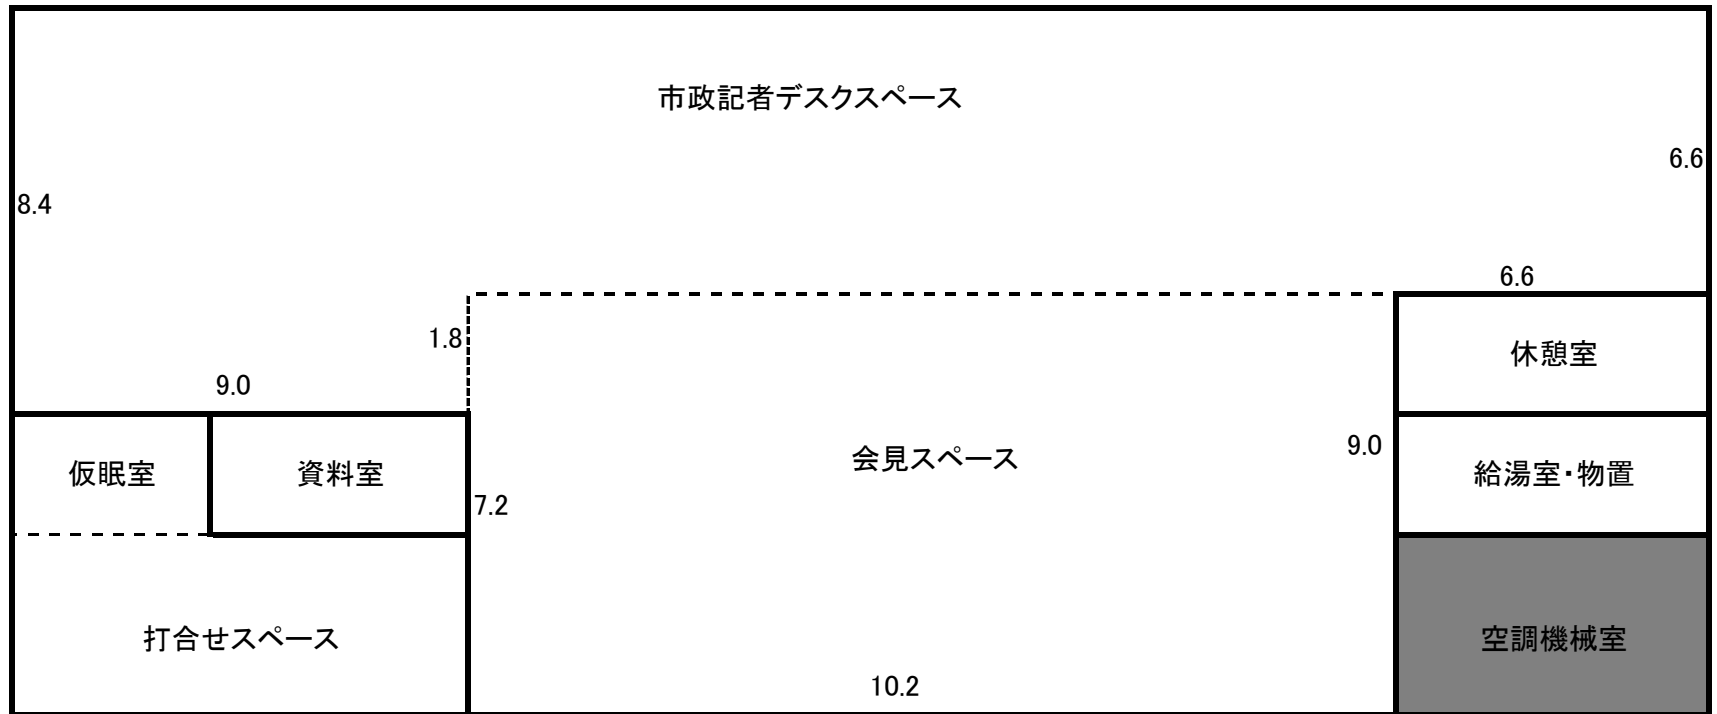 市政記者デスクスペース
6.6
8.4
6.6
1.8
休憩室
9.0
会見スペース
9.0
仮眠室
資料室
給湯室・物置
7.2
打合せスペース
空調機械室
10.2